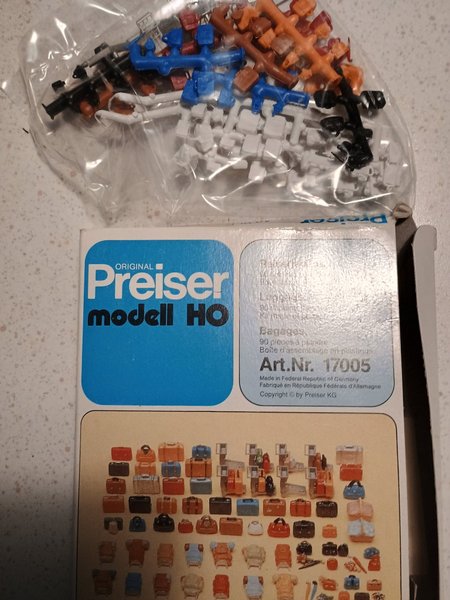 Preiser
ORIGINAL
Preiser
modell HO
Bagages
90 pièces à peindre
Boîte d'assemblage en plastique
Art.Nr. 17005
Made in Federal Republic of Germany
Fabriqué en République Fédérale d'Allemagne
Copyright © by Preiser KG